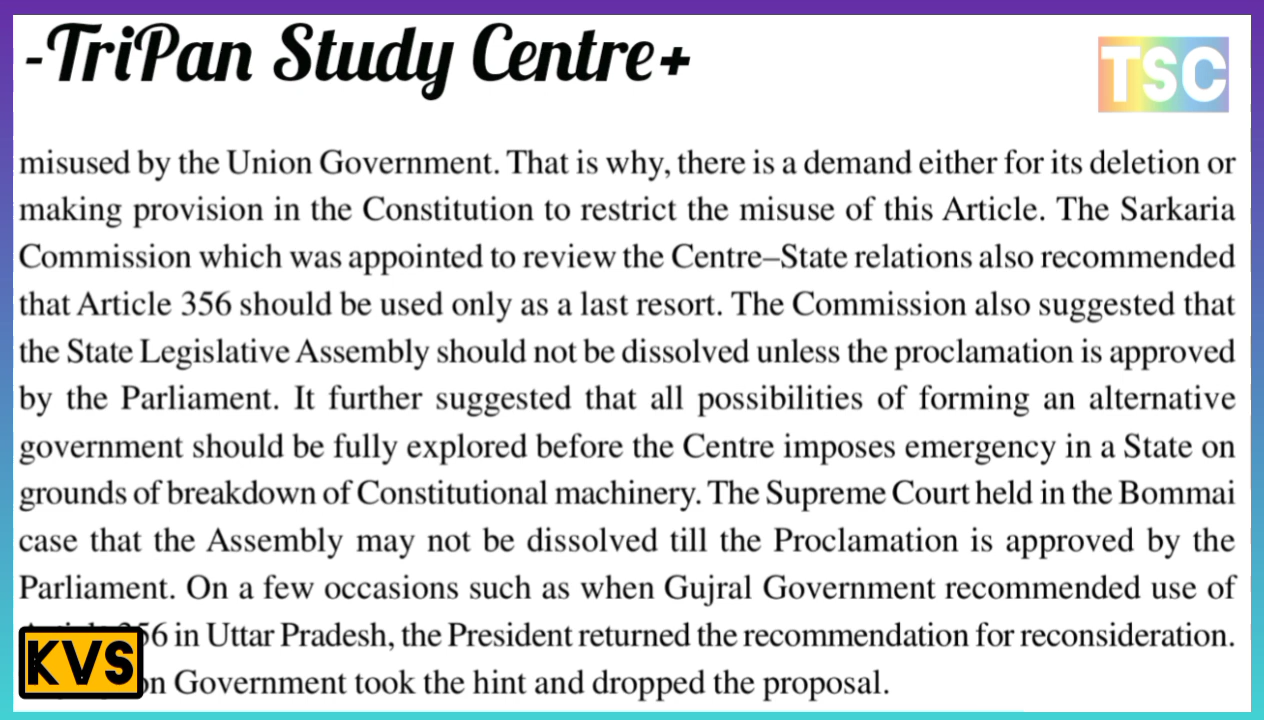 -TriPan Study Centre+
TSC
misused by the Union Government. That is why, there is a demand either for its deletion or
making provision in the Constitution to restrict the misuse of this Article. The Sarkaria
Commission which was appointed to review the Centre–State relations also recommended
that Article 356 should be used only as a last resort. The Commission also suggested that
the State Legislative Assembly should not be dissolved unless the proclamation is approved
by the Parliament. It further suggested that all possibilities of forming an alternative
government should be fully explored before the Centre imposes emergency in a State on
grounds of breakdown of Constitutional machinery. The Supreme Court held in the Bommai
case that the Assembly may not be dissolved till the Proclamation is approved by the
Parliament. On a few occasions such as when Gujral Government recommended use of
in Uttar Pradesh, the President returned the recommendation for reconsideration.
Government took the hint and dropped the proposal.
KVS